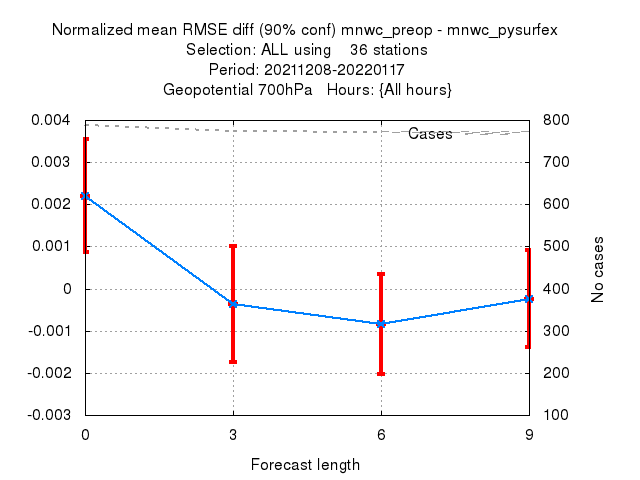 Normalized mean RMSE diff (90% conf) mnwc_preop - mnwc_pysurfex
Selection: ALL using    36 stations
Period: 20211208-20220117
Geopotential 700hPa   Hours: {All hours}
0.004 800
Cases
0.003 700
0.002 600
0.001 500
0 400
-0.001 300
-0.002 200
-0.003 100
No cases
0 3 6 9
Forecast length